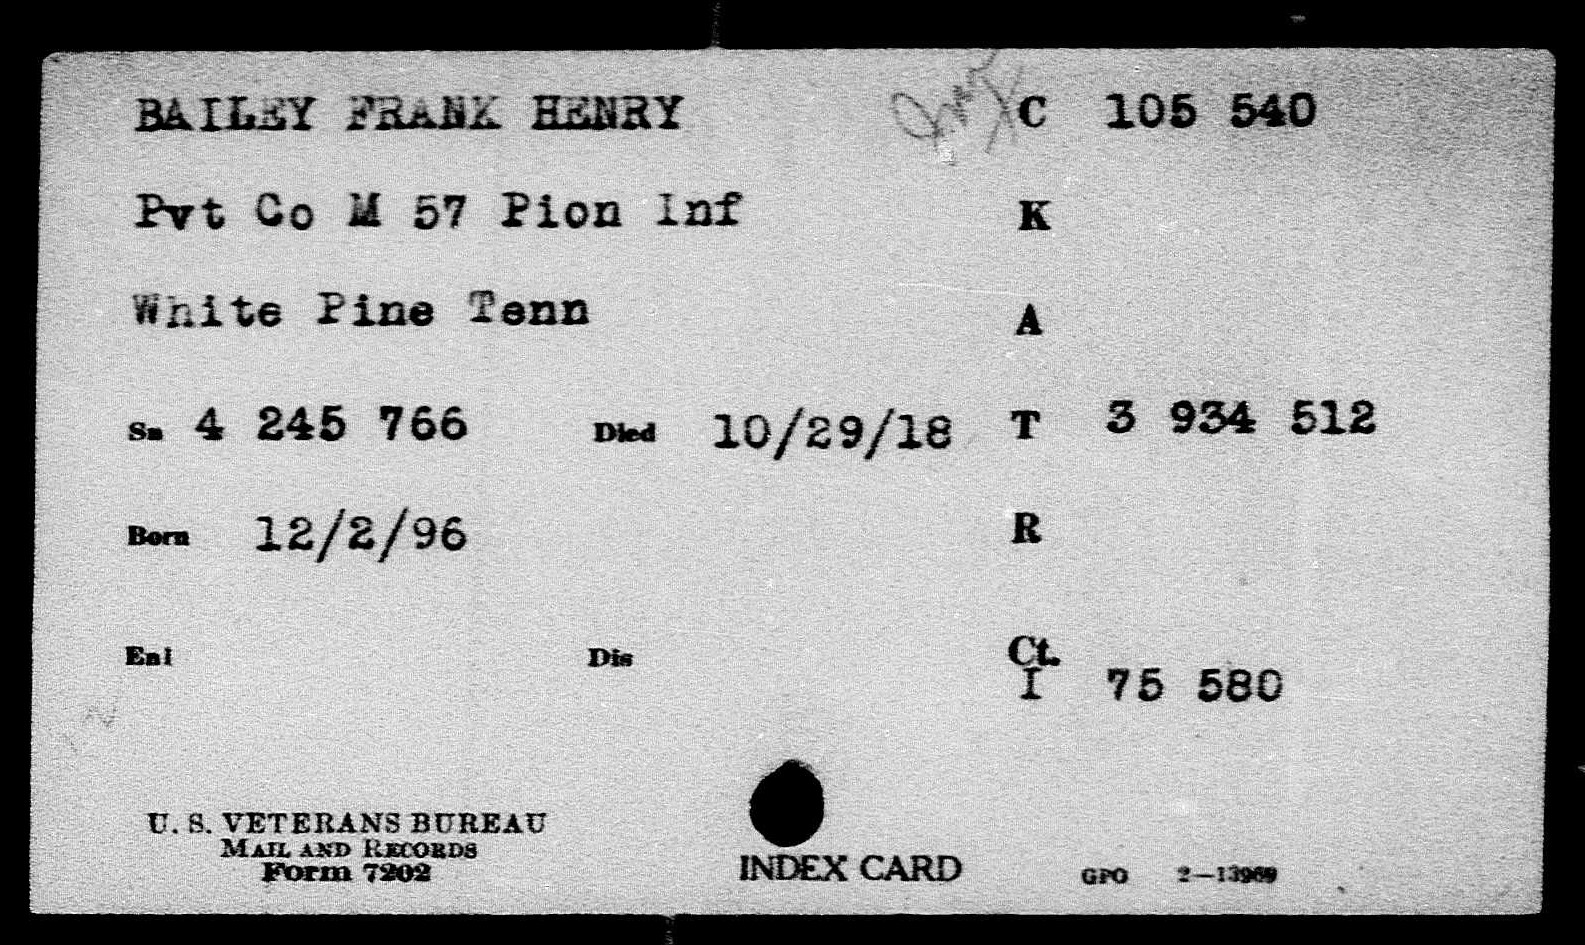 BAILEY FRANK HENRY C 105 540
Pvt Co M 57 Pion Inf K
White Pine Tenn A
Sn 4 245 766 Died 10/29/18 T 3 934 512
Born 12/2/96 R
Enl Dis Ct.
I 75 580
U. S. VETERANS BUREAU
MAIL AND RECORDS
Form 7202
INDEX CARD
GPO 2—13969